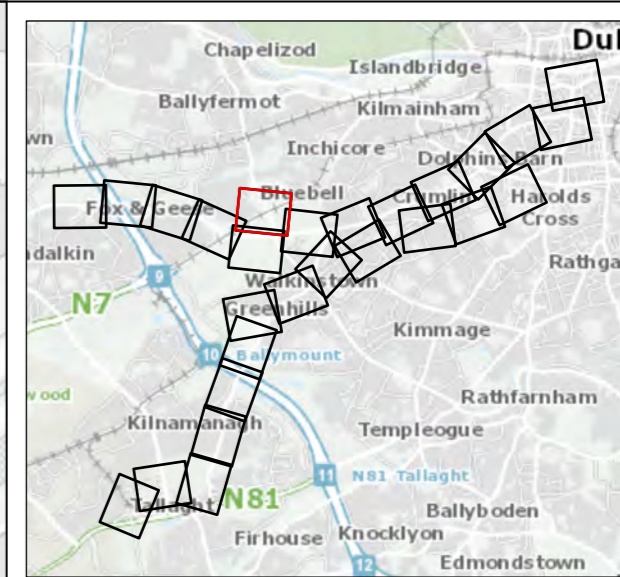 Dul
Chapelizod
Islandbridge
Ballyfermot
Kilmainham
wn
Inchicore
Dolphins Barn
Bluebell
Crumlin
Harolds
Cross
Fox & Geese
ndalkin
Walkinstown
Rathga
9
N7
Greenhills
Kimmage
10
Ballymount
wood
Rathfarnham
Kilnamanagh
Templeogue
11
N81 Tallaght
Tallaght
N81
Ballyboden
Firhouse
Knocklyon
12
Edmondstown